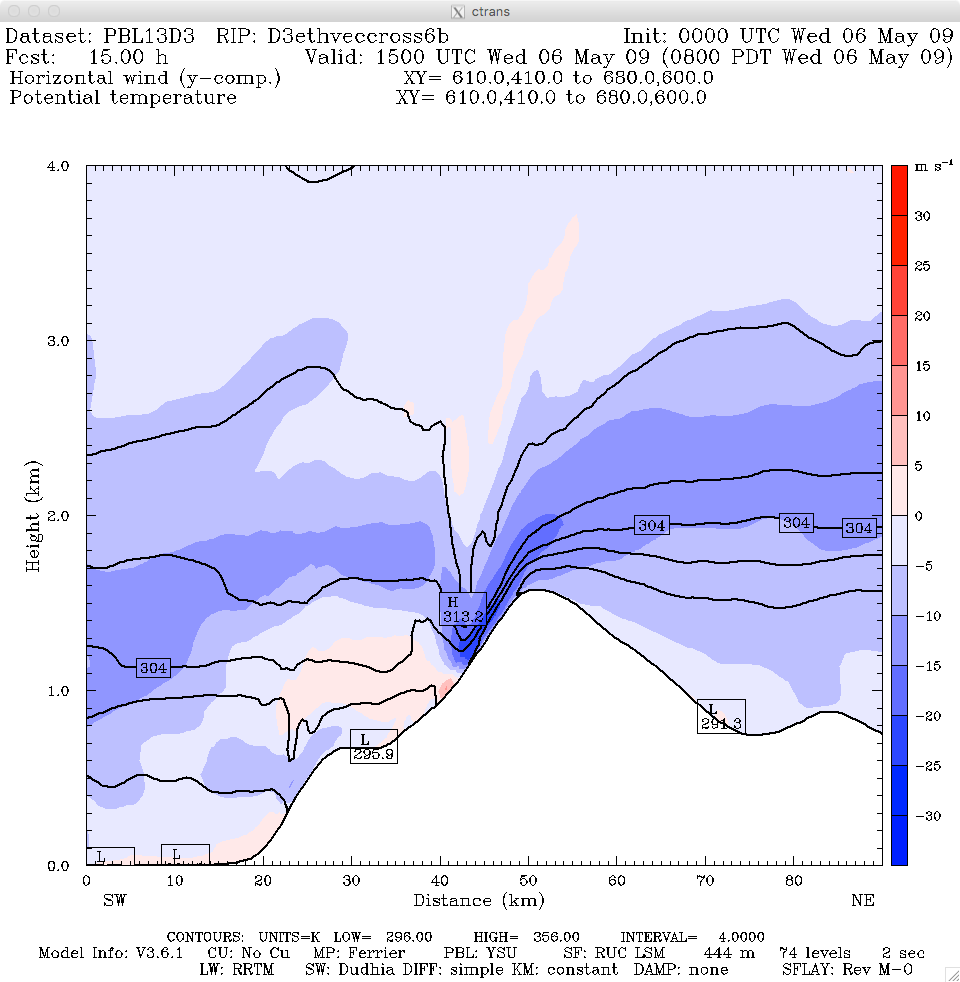 ctrans
Dataset: PBL13D3 RIP: D3ethveccross6b Init: 0000 UTC Wed 06 May 09
Fcst: 15.00 h Valid: 1500 UTC Wed 06 May 09 (0800 PDT Wed 06 May 09)
Horizontal wind (y-comp.) XY= 610.0,410.0 to 680.0,600.0
Potential temperature XY= 610.0,410.0 to 680.0,600.0
4.0
m s⁻¹
30
25
20
3.0
15
10
5
Height (km)
2.0
304
304
304
0
-5
H
313.2
-10
304
-15
1.0
L
291.3
-20
L
295.9
-25
-30
L
L
0.0
0 10 20 30 40 50 60 70 80
SW Distance (km) NE
CONTOURS: UNITS=K LOW= 296.00 HIGH= 356.00 INTERVAL= 4.0000
Model Info: V3.6.1 CU: No Cu MP: Ferrier PBL: YSU SF: RUC LSM 444 m 74 levels 2 sec
LW: RRTM SW: Dudhia DIFF: simple KM: constant DAMP: none SFLAY: Rev M-O